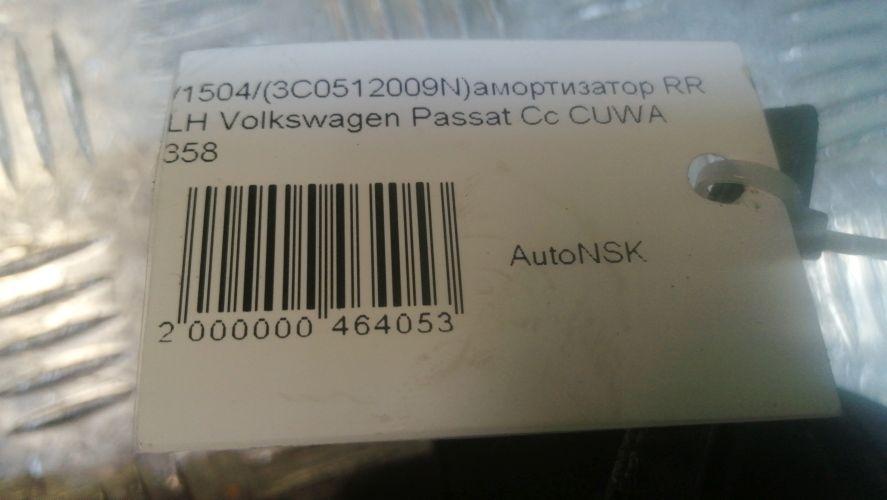 /1504/(3C0512009N)амортизатор RR
LH Volkswagen Passat Cc CUWA
358
AutoNSK
2 000000 464053